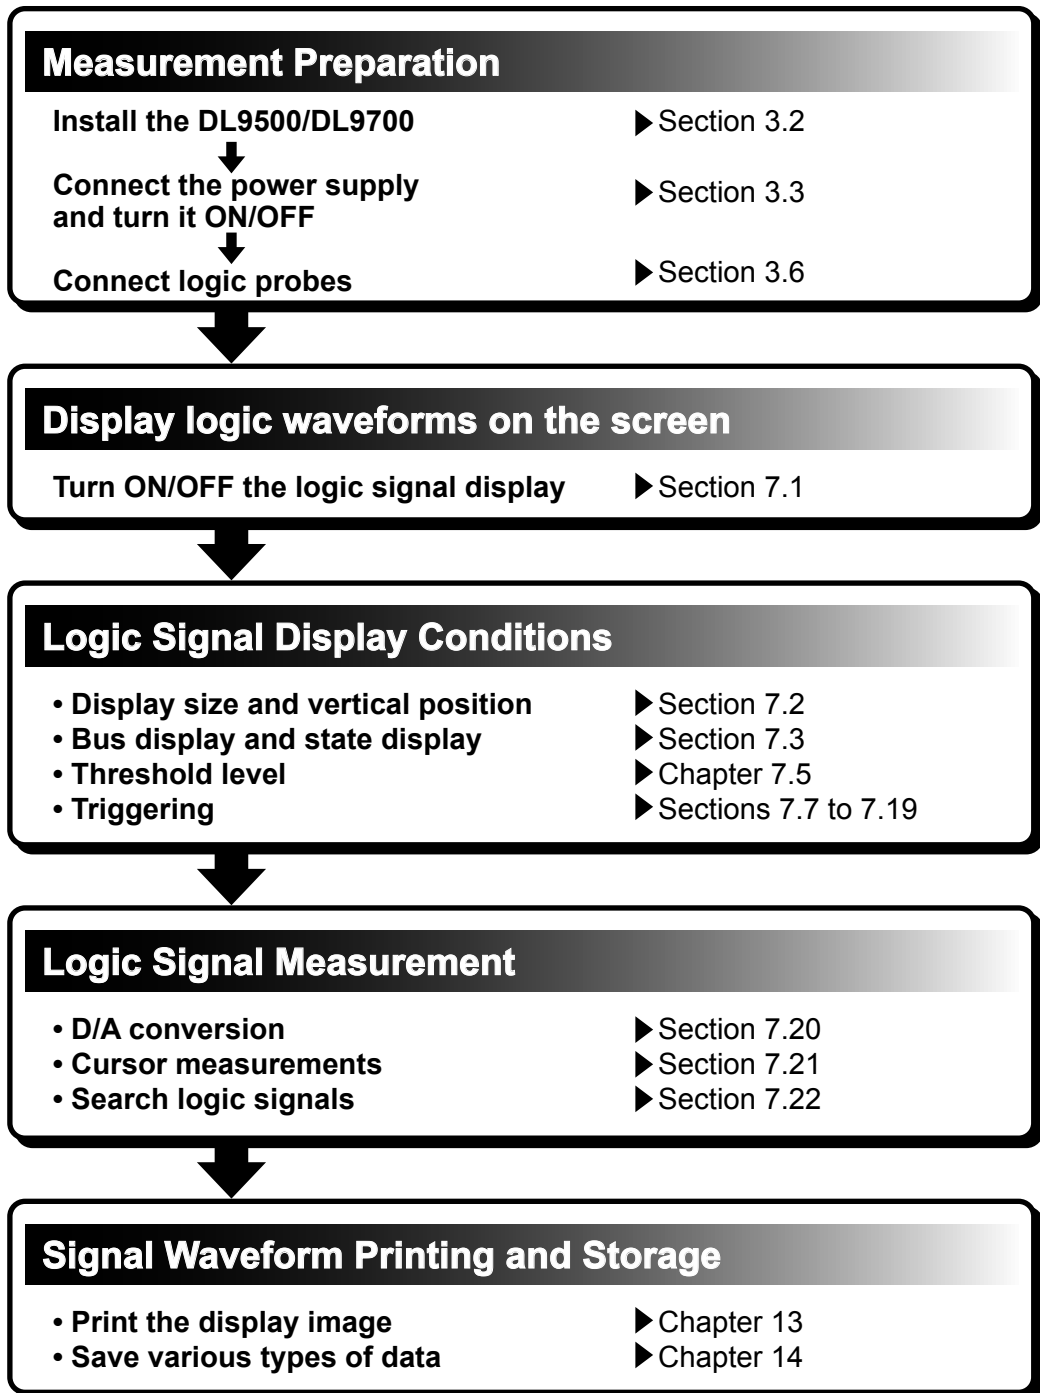 Measurement Preparation
Install the DL9500/DL9700 Section 3.2
Connect the power supply
and turn it ON/OFF Section 3.3
Connect logic probes Section 3.6
Display logic waveforms on the screen
Turn ON/OFF the logic signal display Section 7.1
Logic Signal Display Conditions
• Display size and vertical position Section 7.2
• Bus display and state display Section 7.3
• Threshold level Chapter 7.5
• Triggering Sections 7.7 to 7.19
Logic Signal Measurement
• D/A conversion Section 7.20
• Cursor measurements Section 7.21
• Search logic signals Section 7.22
Signal Waveform Printing and Storage
• Print the display image Chapter 13
• Save various types of data Chapter 14